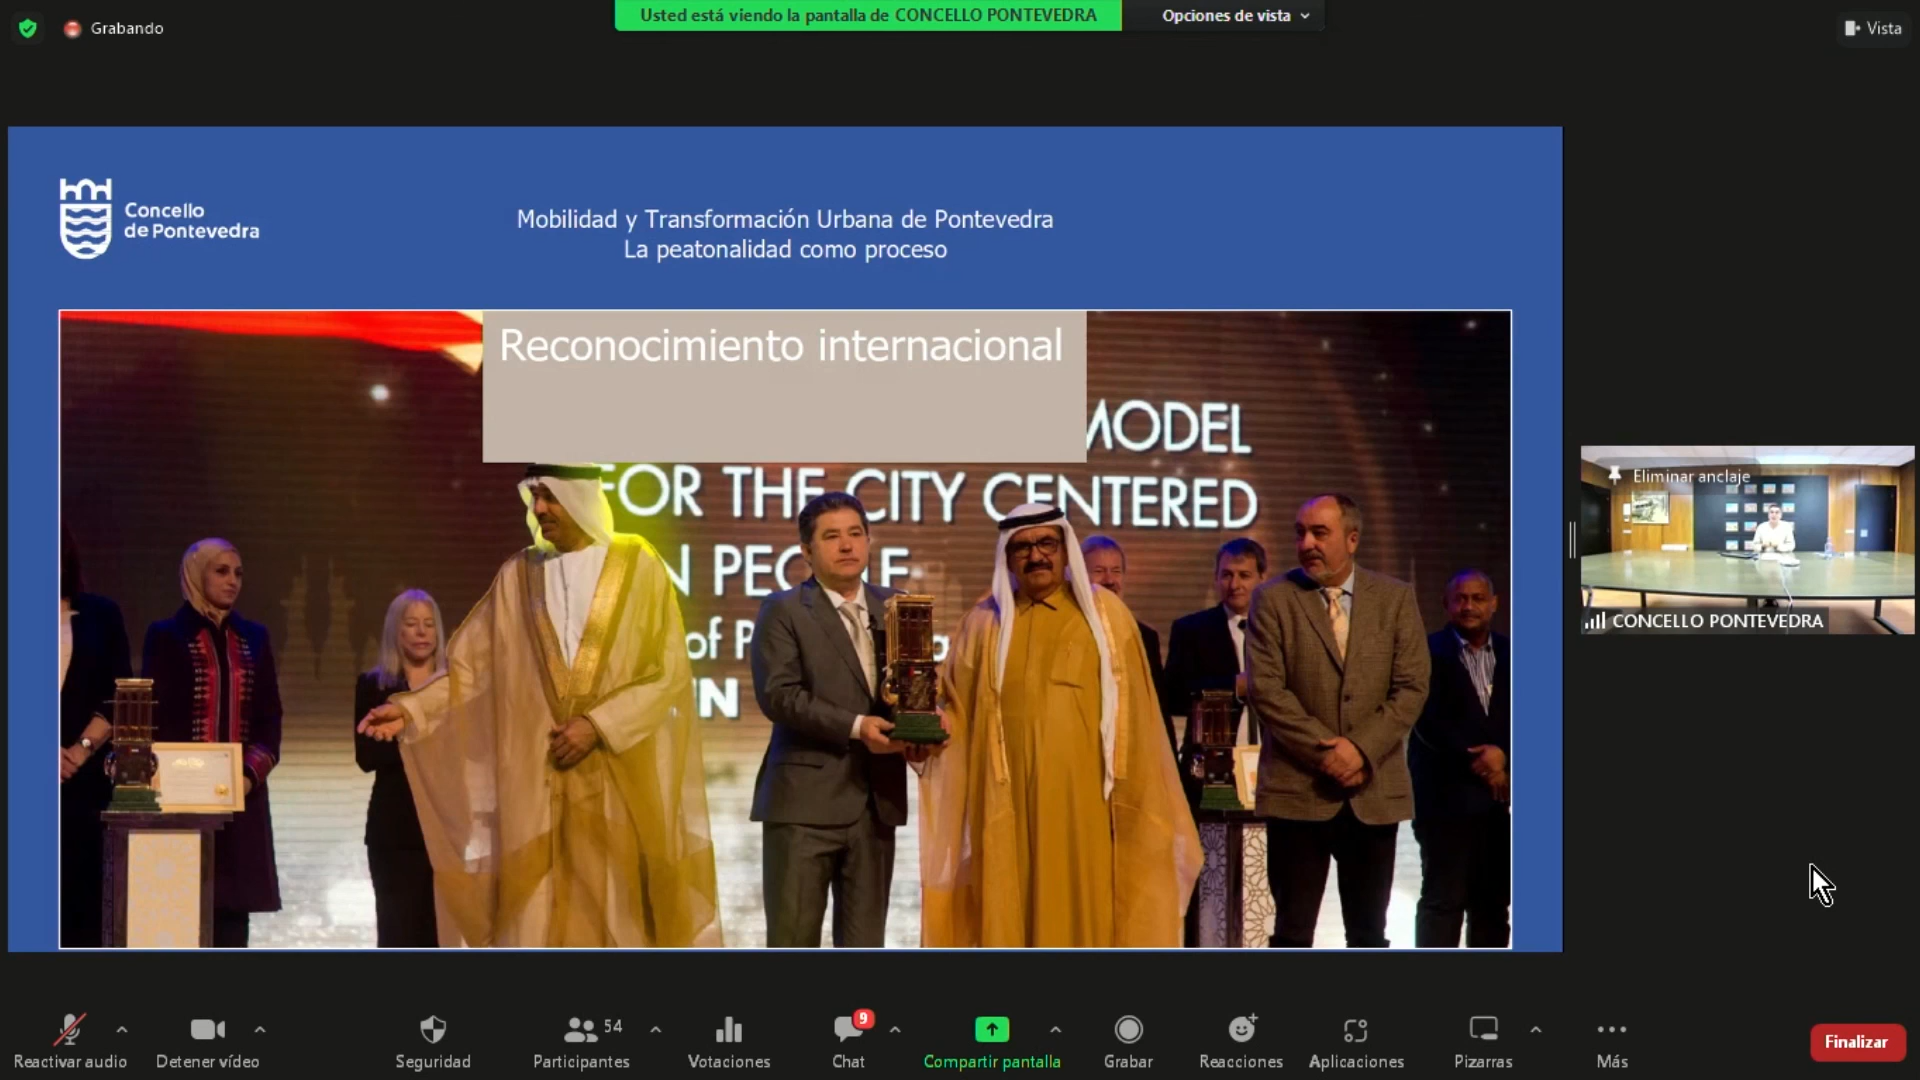 Grabando
Usted está viendo la pantalla de CONCELLO PONTEVEDRA
Opciones de vista
Vista
Concello
de Pontevedra
Mobilidad y Transformación Urbana de Pontevedra
La peatonalidad como proceso
Reconocimiento internacional
MODEL
FOR THE CITY CENTERED
of
Eliminar anclaje
CONCELLO PONTEVEDRA
Reactivar audio
Detener vídeo
Seguridad
54
Participantes
Votaciones
9
Chat
Compartir pantalla
Grabar
Reacciones
Aplicaciones
Pizarras
Más
Finalizar